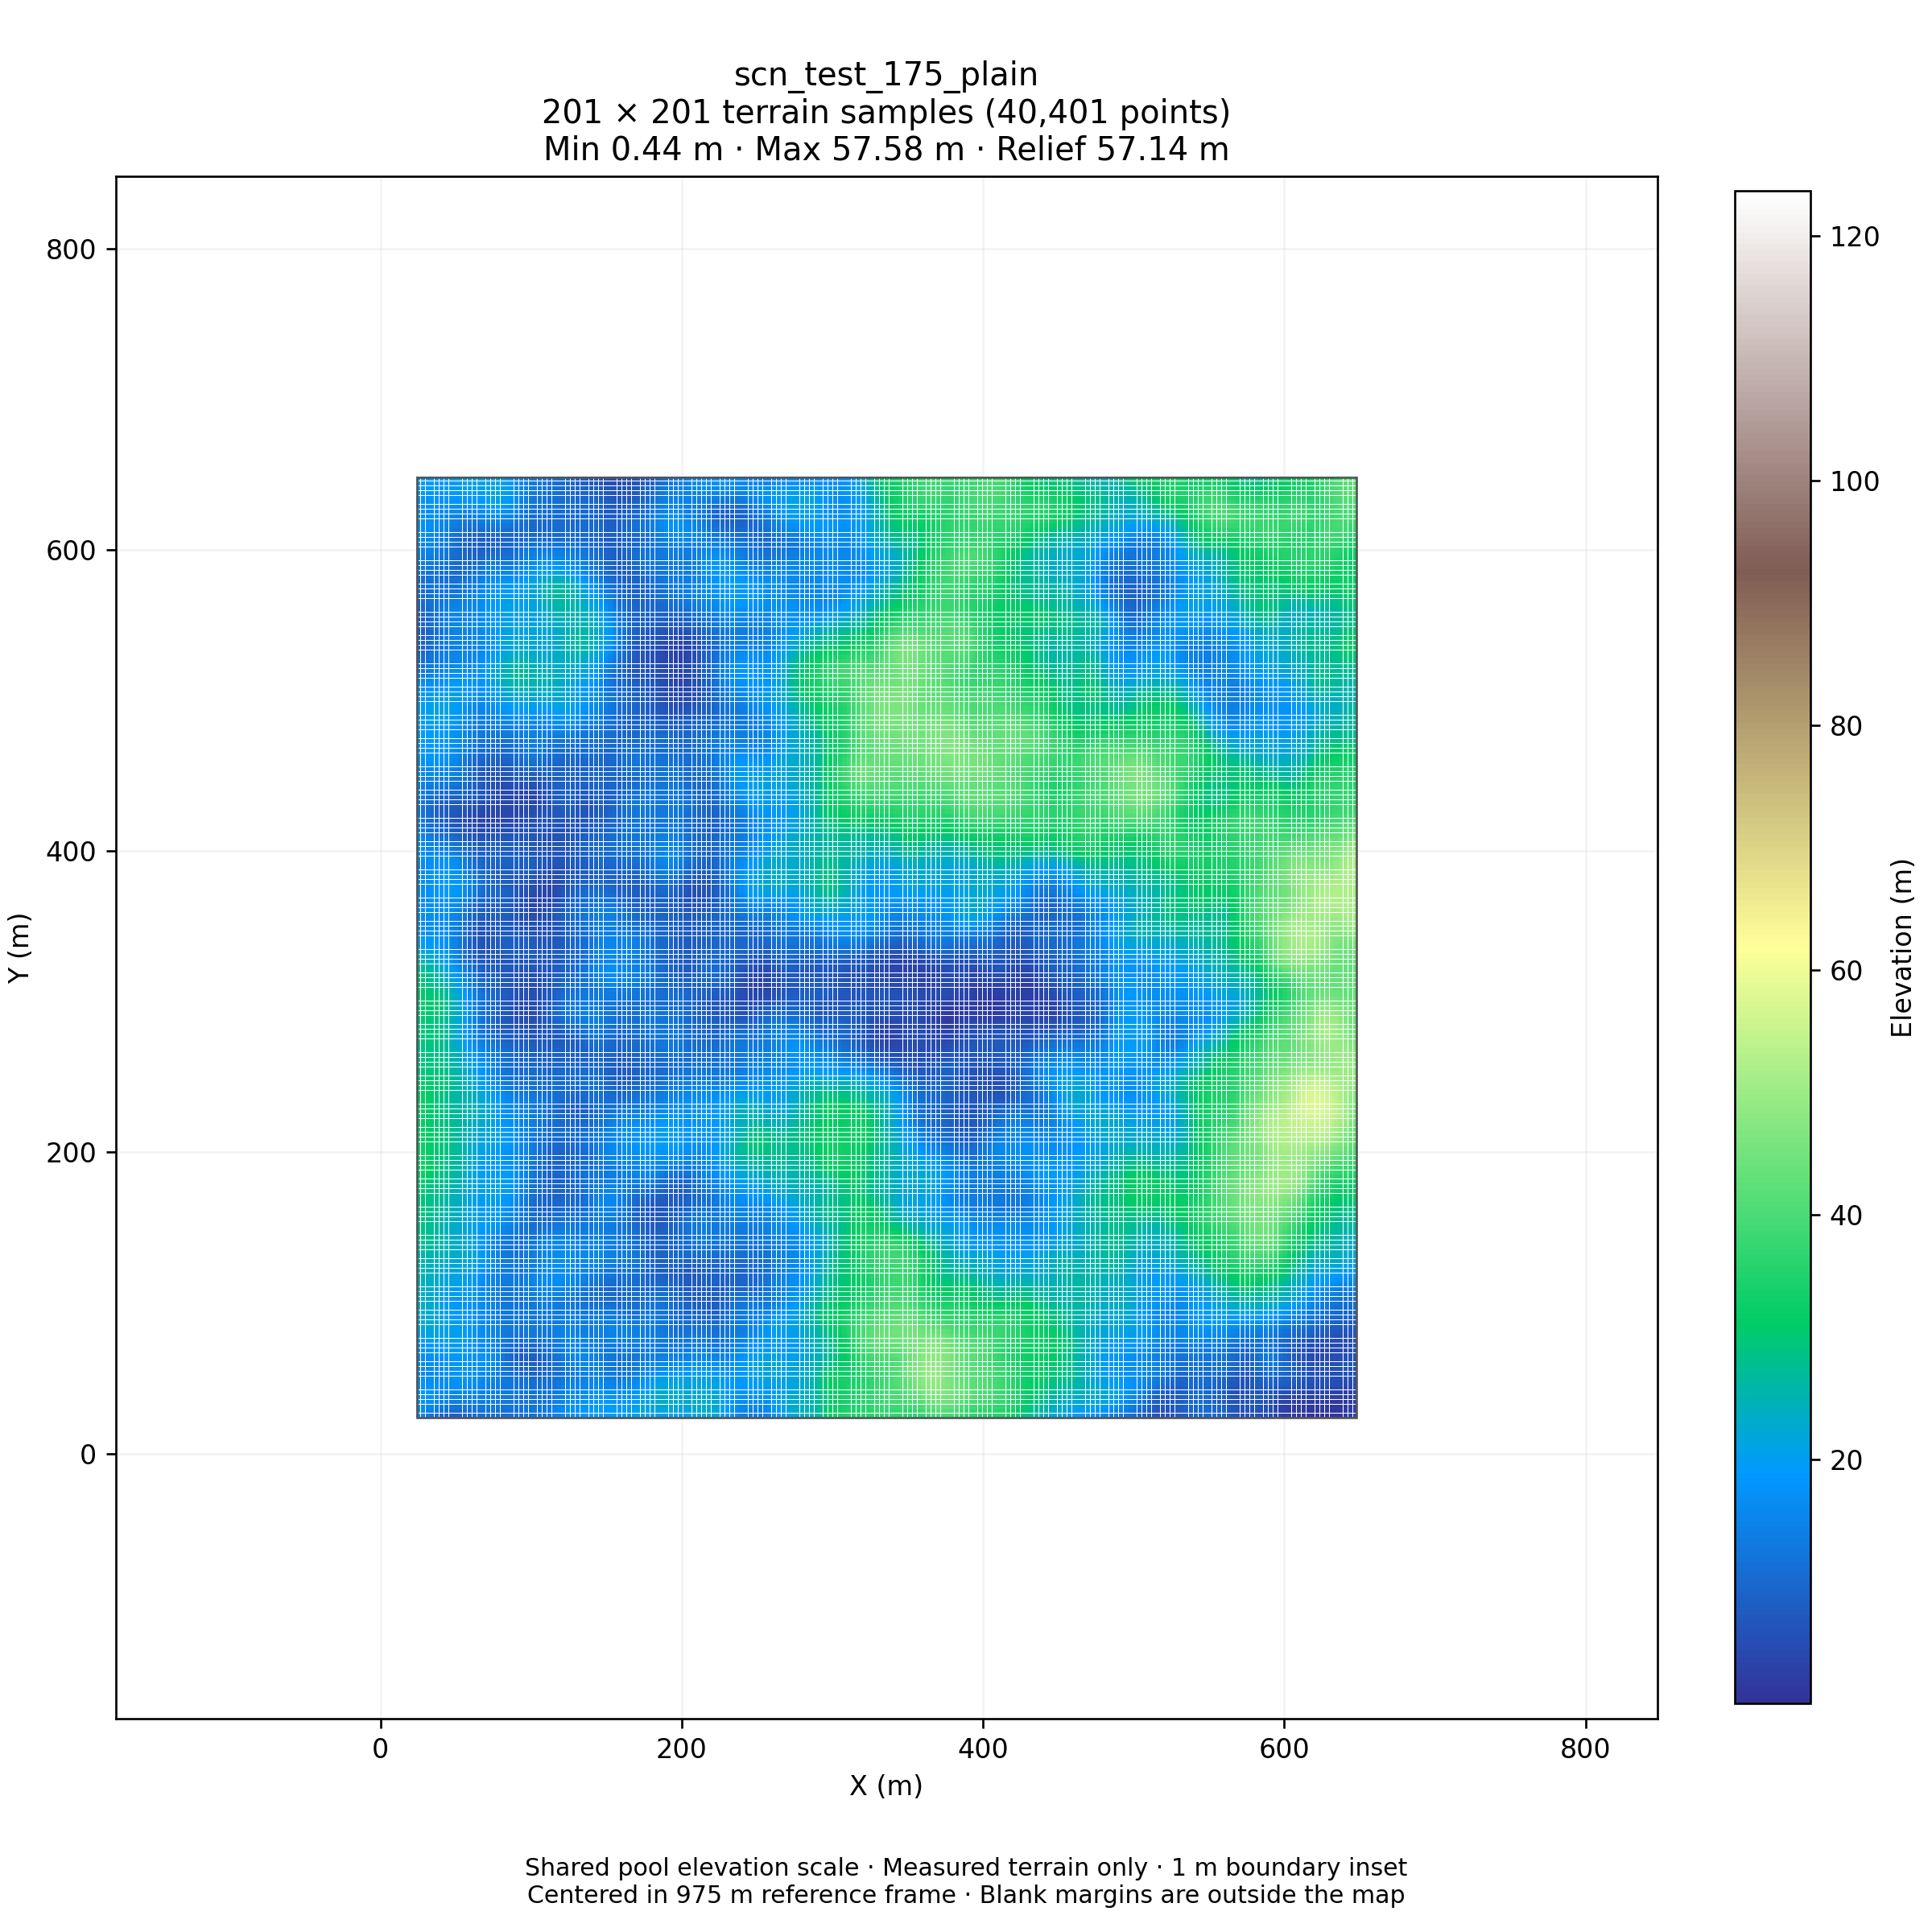 scn_test_175_plain
201 × 201 terrain samples (40,401 points)
Min 0.44 m · Max 57.58 m · Relief 57.14 m
800
600
400
200
0
Y (m)
0
200
400
600
800
X (m)
120
100
80
60
40
20
Elevation (m)
Shared pool elevation scale · Measured terrain only · 1 m boundary inset
Centered in 975 m reference frame · Blank margins are outside the map